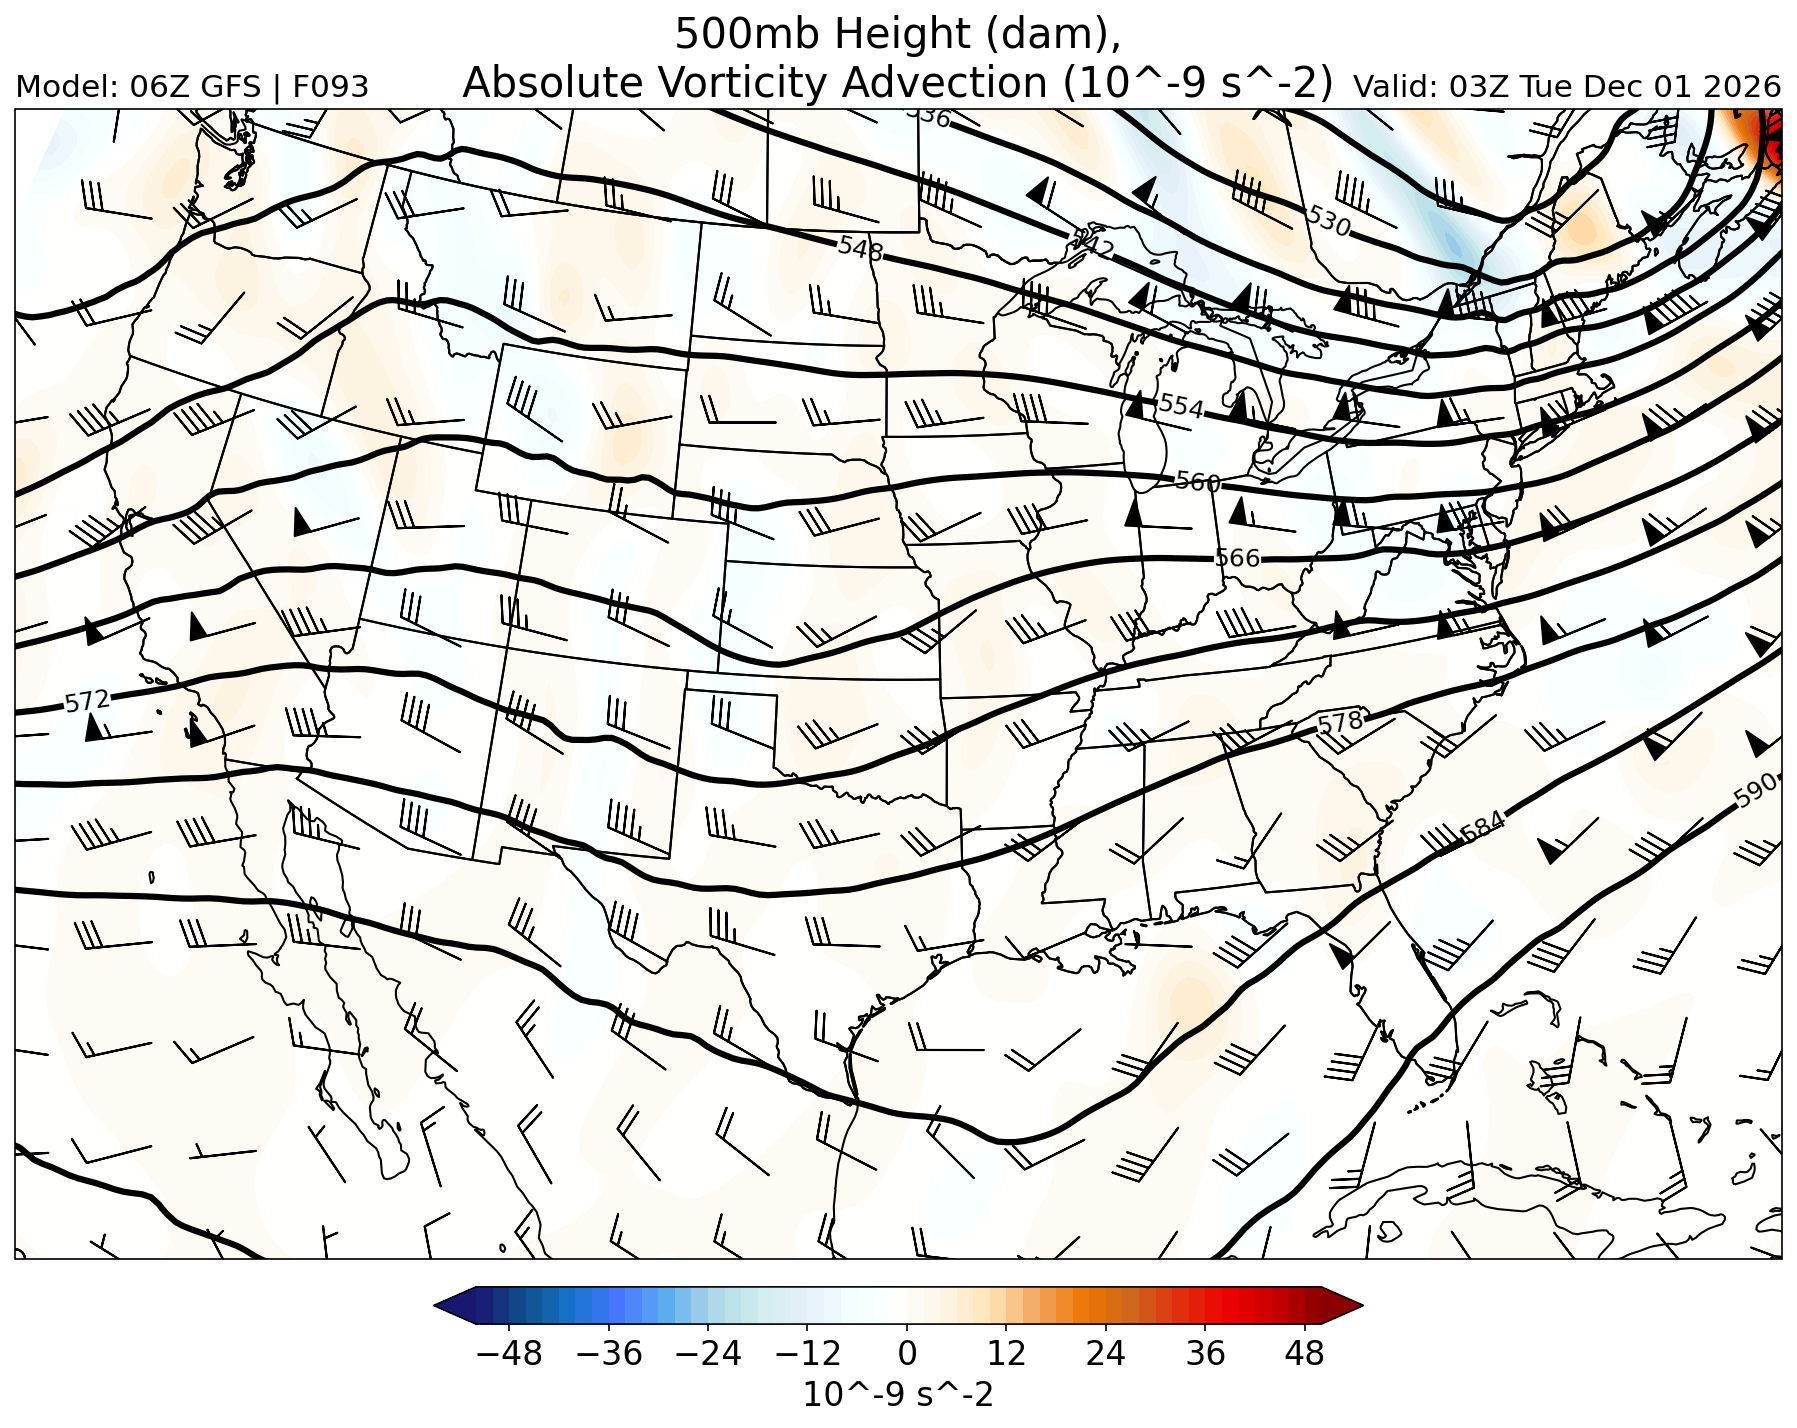 500mb Height (dam),
Model: 06Z GFS | F093
Absolute Vorticity Advection (10^-9 s^-2)
Valid: 03Z Tue Dec 01 2026
536
530
542
548
554
560
566
572
578
584
590
−48 −36 −24 −12 0 12 24 36 48
10^-9 s^-2